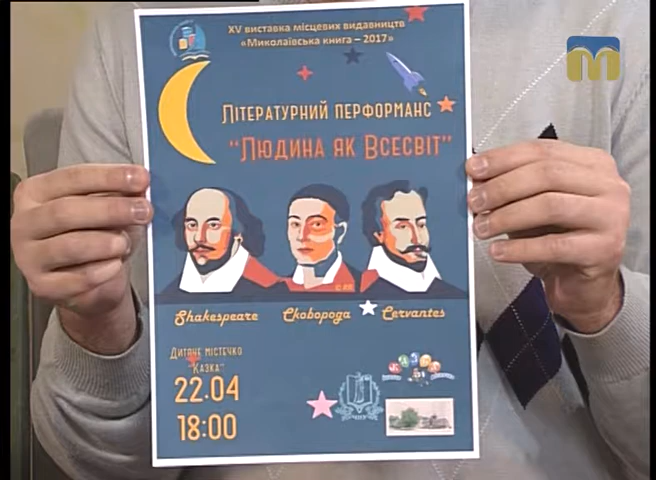 XV виставка місцевих видавництв
«Миколаївська книга – 2017»
Літературний перформанс
"Людина як Всесвіт"
Shakespeare
Сковорода
Cervantes
Дитяче містечко
"Казка"
22.04
18:00